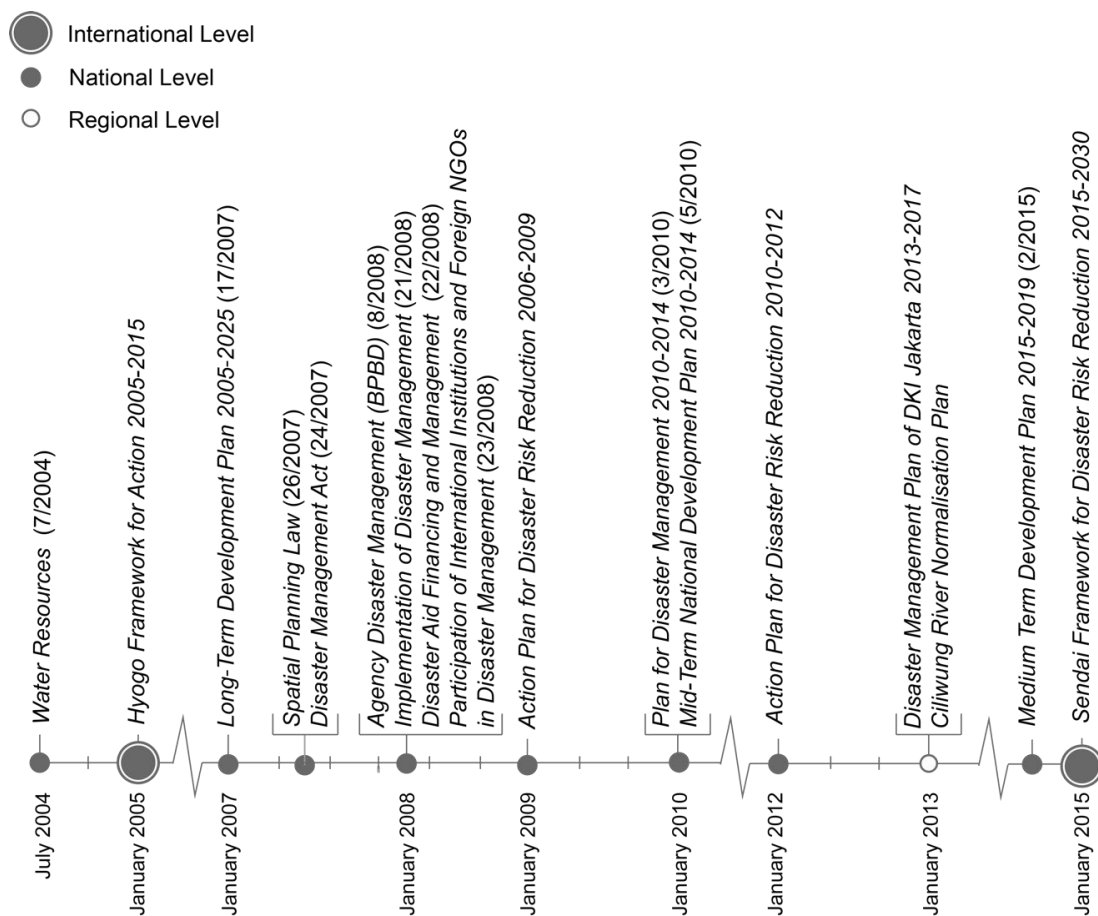 International Level
National Level
Regional Level
Water Resources (7/2004)
Hyogo Framework for Action 2005-2015
Long-Term Development Plan 2005-2025 (17/2007)
Spatial Planning Law (26/2007)
Disaster Management Act (24/2007)
Agency Disaster Management (BPBD) (8/2008)
Implementation of Disaster Management (21/2008)
Disaster Aid Financing and Management (22/2008)
Participation of International Institutions and Foreign NGOs
in Disaster Management (23/2008)
Action Plan for Disaster Risk Reduction 2006-2009
Plan for Disaster Management 2010-2014 (3/2010)
Mid-Term National Development Plan 2010-2014 (5/2010)
Action Plan for Disaster Risk Reduction 2010-2012
Disaster Management Plan of DKI Jakarta 2013-2017
Ciliwung River Normalisation Plan
Medium Term Development Plan 2015-2019 (2/2015)
Sendai Framework for Disaster Risk Reduction 2015-2030
July 2004
January 2005
January 2007
January 2008
January 2009
January 2010
January 2012
January 2013
January 2015